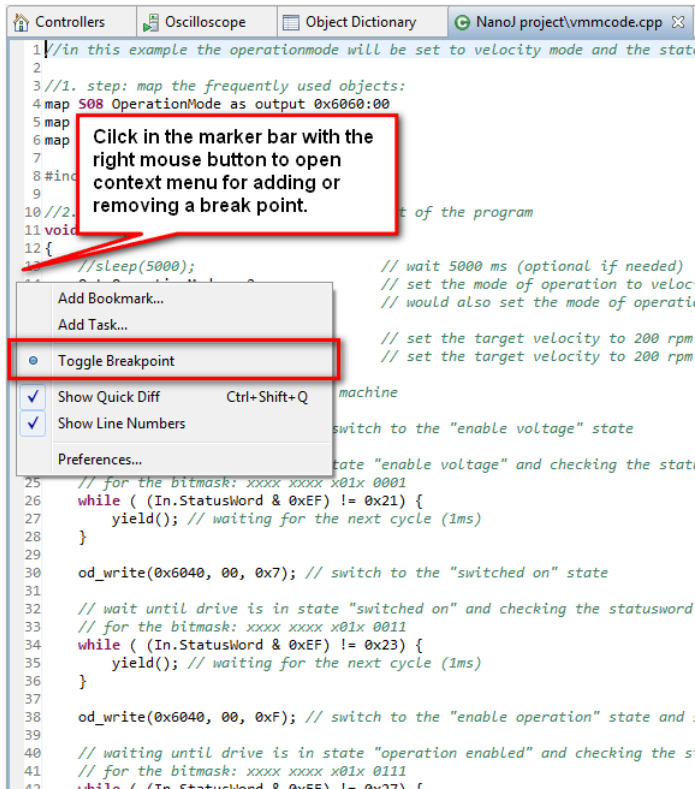 Controllers Oscilloscope Object Dictionary NanoJ project\vmmcode.cpp
1 //in this example the operationmode will be set to velocity mode and the stat
2
3 //1. step: map the frequently used objects:
4 map S08 OperationMode as output 0x6060:00
5 map
6 map
7
8 #inc
9
Cilck in the marker bar with the
right mouse button to open
context menu for adding or
removing a break point.
10 //2. t of the program
11 void
12 {
13 //sleep(5000); // wait 5000 ms (optional if needed)
// set the mode of operation to veloc
// would also set the mode of operatio
Add Bookmark...
Add Task...
// set the target velocity to 200 rpm
Toggle Breakpoint // set the target velocity to 200 rpm
Show Quick Diff Ctrl+Shift+Q machine
Show Line Numbers
switch to the "enable voltage" state
Preferences...
tate "enable voltage" and checking the stat
25 // for the bitmask: xxxx xxxx x01x 0001
26 while ( (In.StatusWord & 0xEF) != 0x21) {
27 yield(); // waiting for the next cycle (1ms)
28 }
29
30 od_write(0x6040, 00, 0x7); // switch to the "switched on" state
31
32 // wait until drive is in state "switched on" and checking the statusword
33 // for the bitmask: xxxx xxxx x01x 0011
34 while ( (In.StatusWord & 0xEF) != 0x23) {
35 yield(); // waiting for the next cycle (1ms)
36 }
37
38 od_write(0x6040, 00, 0xF); // switch to the "enable operation" state and
39
40 // waiting until drive is in state "operation enabled" and checking the s
41 // for the bitmask: xxxx xxxx x01x 0111
42 while ( (In.StatusWord & 0xEF) != 0x27) {